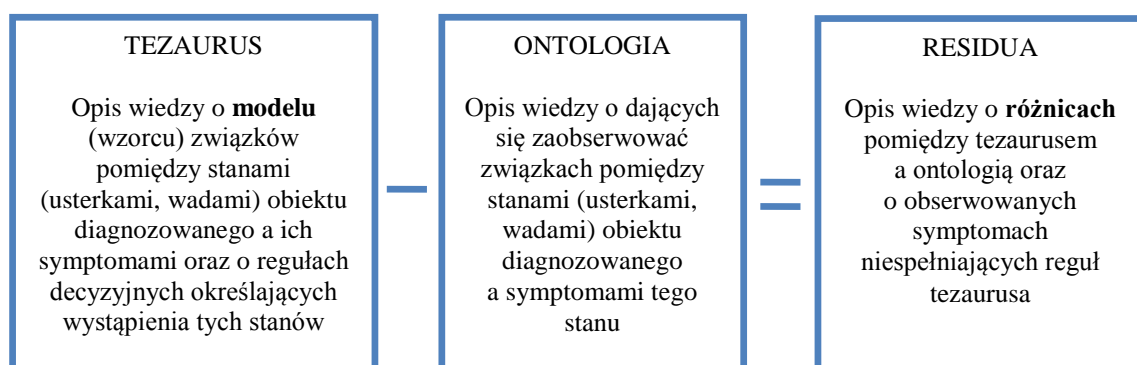 TEZAURUS
Opis wiedzy o modelu
(wzorcu) związków
pomiędzy stanami
(usterkami, wadami) obiektu
diagnozowanego a ich
symptomami oraz o regułach
decyzyjnych określających
wystąpienia tych stanów
ONTOLOGIA
Opis wiedzy o dających
się zaobserwować
związkach pomiędzy
stanami (usterkami,
wadami) obiektu
diagnozowanego
a symptomami tego
stanu
RESIDUA
Opis wiedzy o różnicach
pomiędzy tezaurusem
a ontologią oraz
o obserwowanych
symptomach
niespełniających reguł
tezaurusa